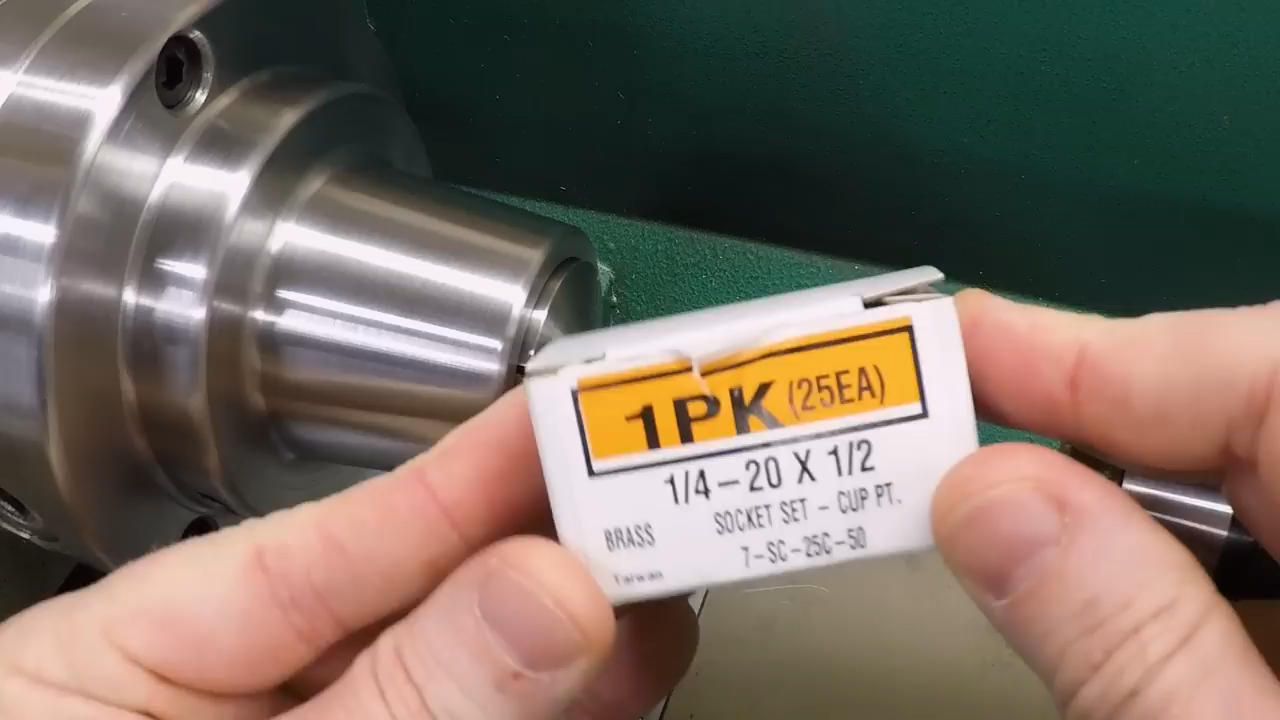 1PK (25EA)
1/4-20 X 1/2
SOCKET SET - CUP PT.
BRASS
7-SC-25C-50
Taiwan